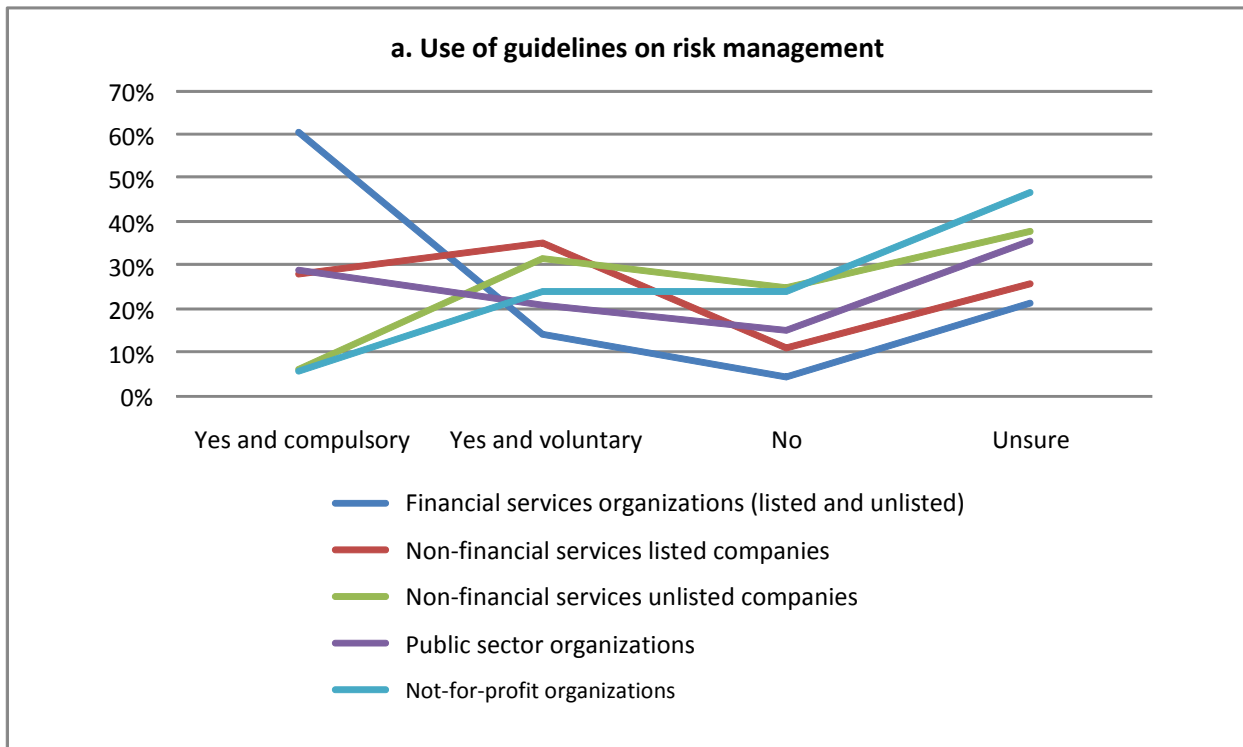 a. Use of guidelines on risk management
70%
60%
50%
40%
30%
20%
10%
0%
Yes and compulsory Yes and voluntary No Unsure
Financial services organizations (listed and unlisted)
Non-financial services listed companies
Non-financial services unlisted companies
Public sector organizations
Not-for-profit organizations